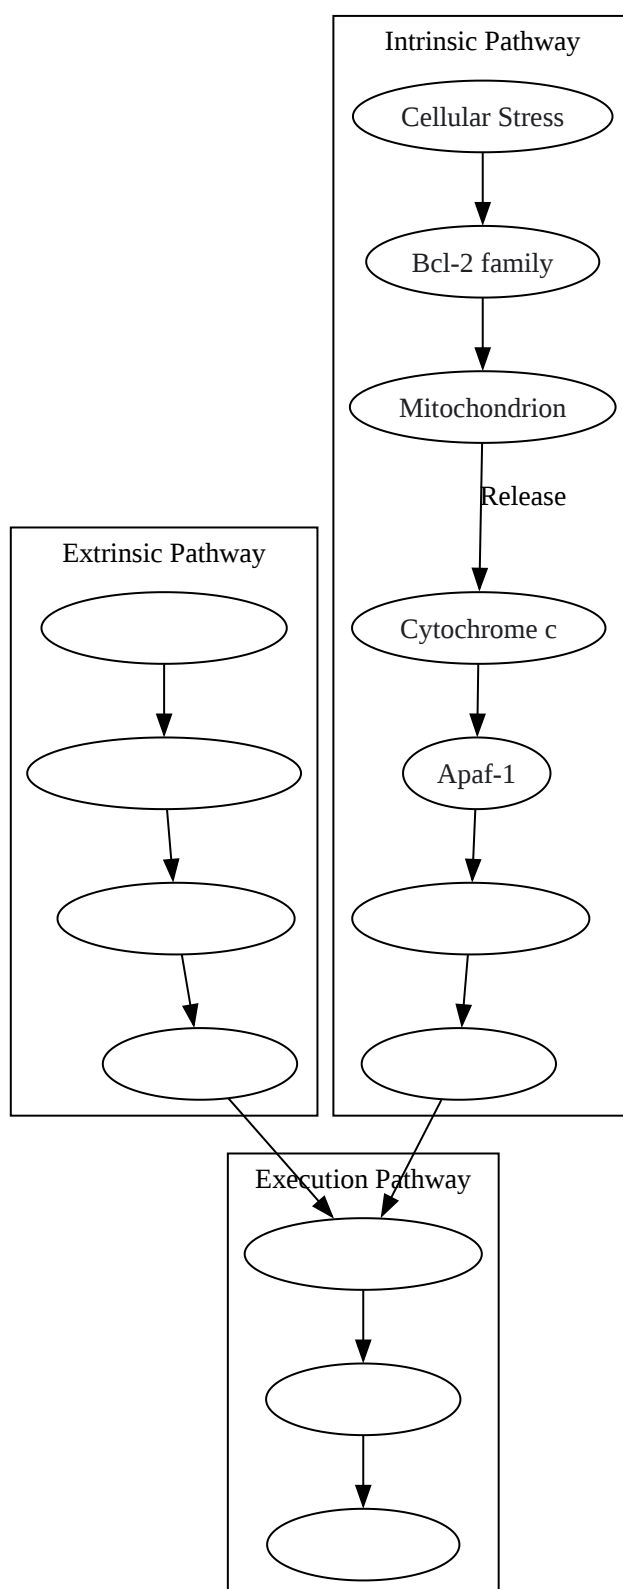 Intrinsic Pathway
Cellular Stress
Bcl-2 family
Mitochondrion
Release
Extrinsic Pathway
Cytochrome c
Apaf-1
Execution Pathway